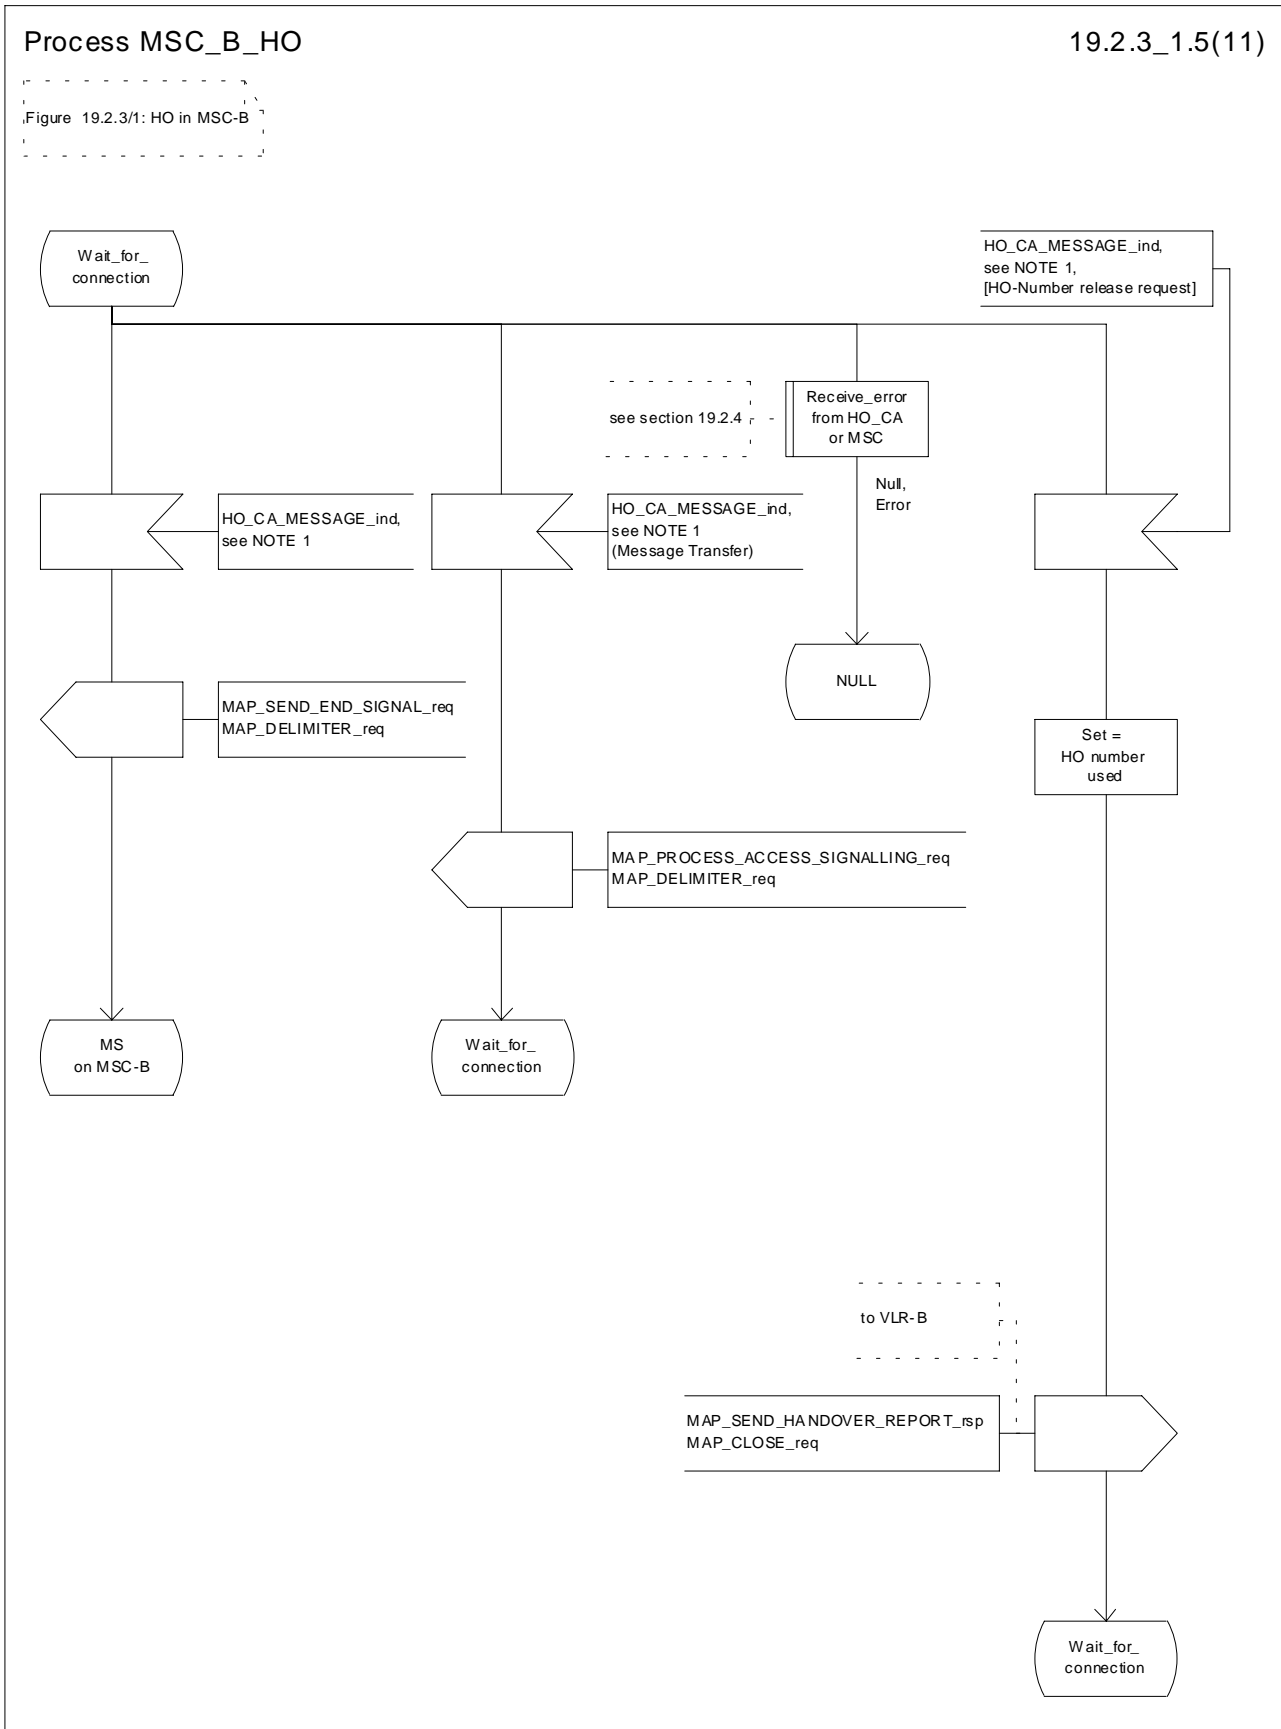 Process MSC_B_HO
19.2.3_1.5(11)
Figure 19.2.3/1: HO in MSC-B
Wait_for_
connection
HO_CA_MESSAGE_ind,
see NOTE 1,
[HO-Number release request]
see section 19.2.4
Receive_error
from HO_CA
or MSC
Null,
Error
HO_CA_MESSAGE_ind,
see NOTE 1
HO_CA_MESSAGE_ind,
see NOTE 1
(Message Transfer)
NULL
MAP_SEND_END_SIGNAL_req
MAP_DELIMITER_req
Set =
HO number
used
MAP_PROCESS_ACCESS_SIGNALLING_req
MAP_DELIMITER_req
MS
on MSC-B
Wait_for_
connection
to VLR-B
MAP_SEND_HANDOVER_REPORT_rsp
MAP_CLOSE_req
Wait_for_
connection